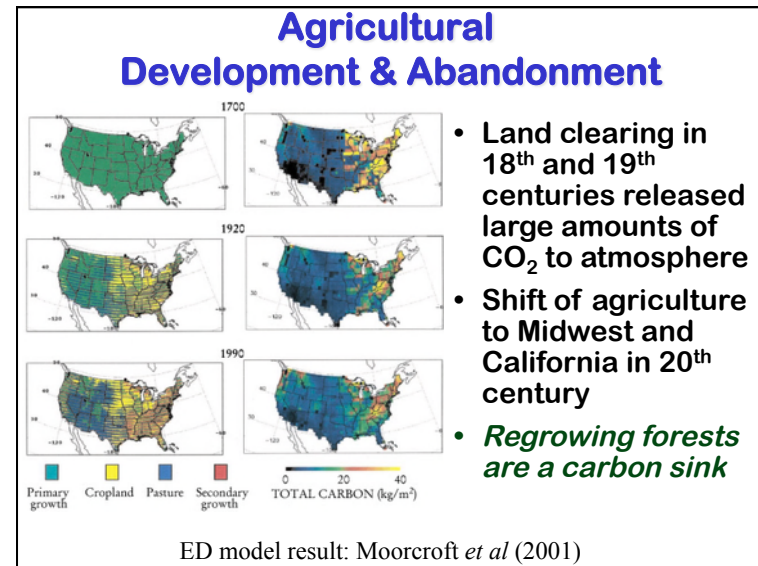 Agricultural
Development & Abandonment
1700
1920
1990
Primary growth
Cropland
Pasture
Secondary growth
0 20 40
TOTAL CARBON (kg/m²)
• Land clearing in
18th and 19th
centuries released
large amounts of
CO₂ to atmosphere
• Shift of agriculture
to Midwest and
California in 20th
century
• Regrowing forests
are a carbon sink
ED model result: Moorcroft et al (2001)